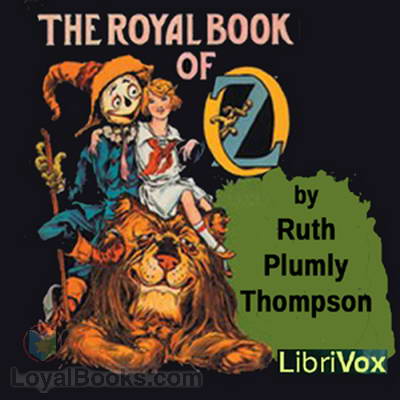 THE ROYAL BOOK
OF OZ
by
Ruth
Plumly
Thompson
LibriVox
LoyalBooks.com